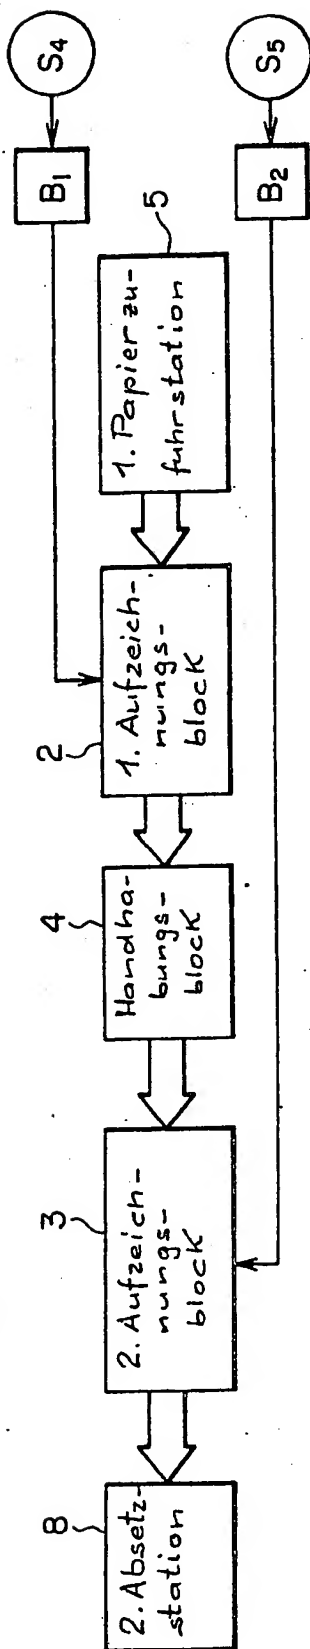 S4
B1
S5
B2
5
1. Papierzu-
fuhrstation
2
1. Aufzeich-
nungs-
block
4
Handha-
bungs-
block
3
2. Aufzeich-
nungs-
block
8
2. Absetz-
station